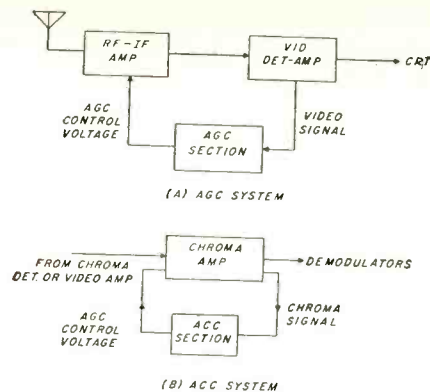 RF-IF
AMP
VID
DET-AMP
CRT
AGC
CONTROL
VOLTAGE
AGC
SECTION
VIDEO
SIGNAL
(A) AGC SYSTEM
FROM CHROMA
DET. OR VIDEO AMP
CHROMA
AMP
DEMODULATORS
AGC
CONTROL
VOLTAGE
ACC
SECTION
CHROMA
SIGNAL
(B) ACC SYSTEM